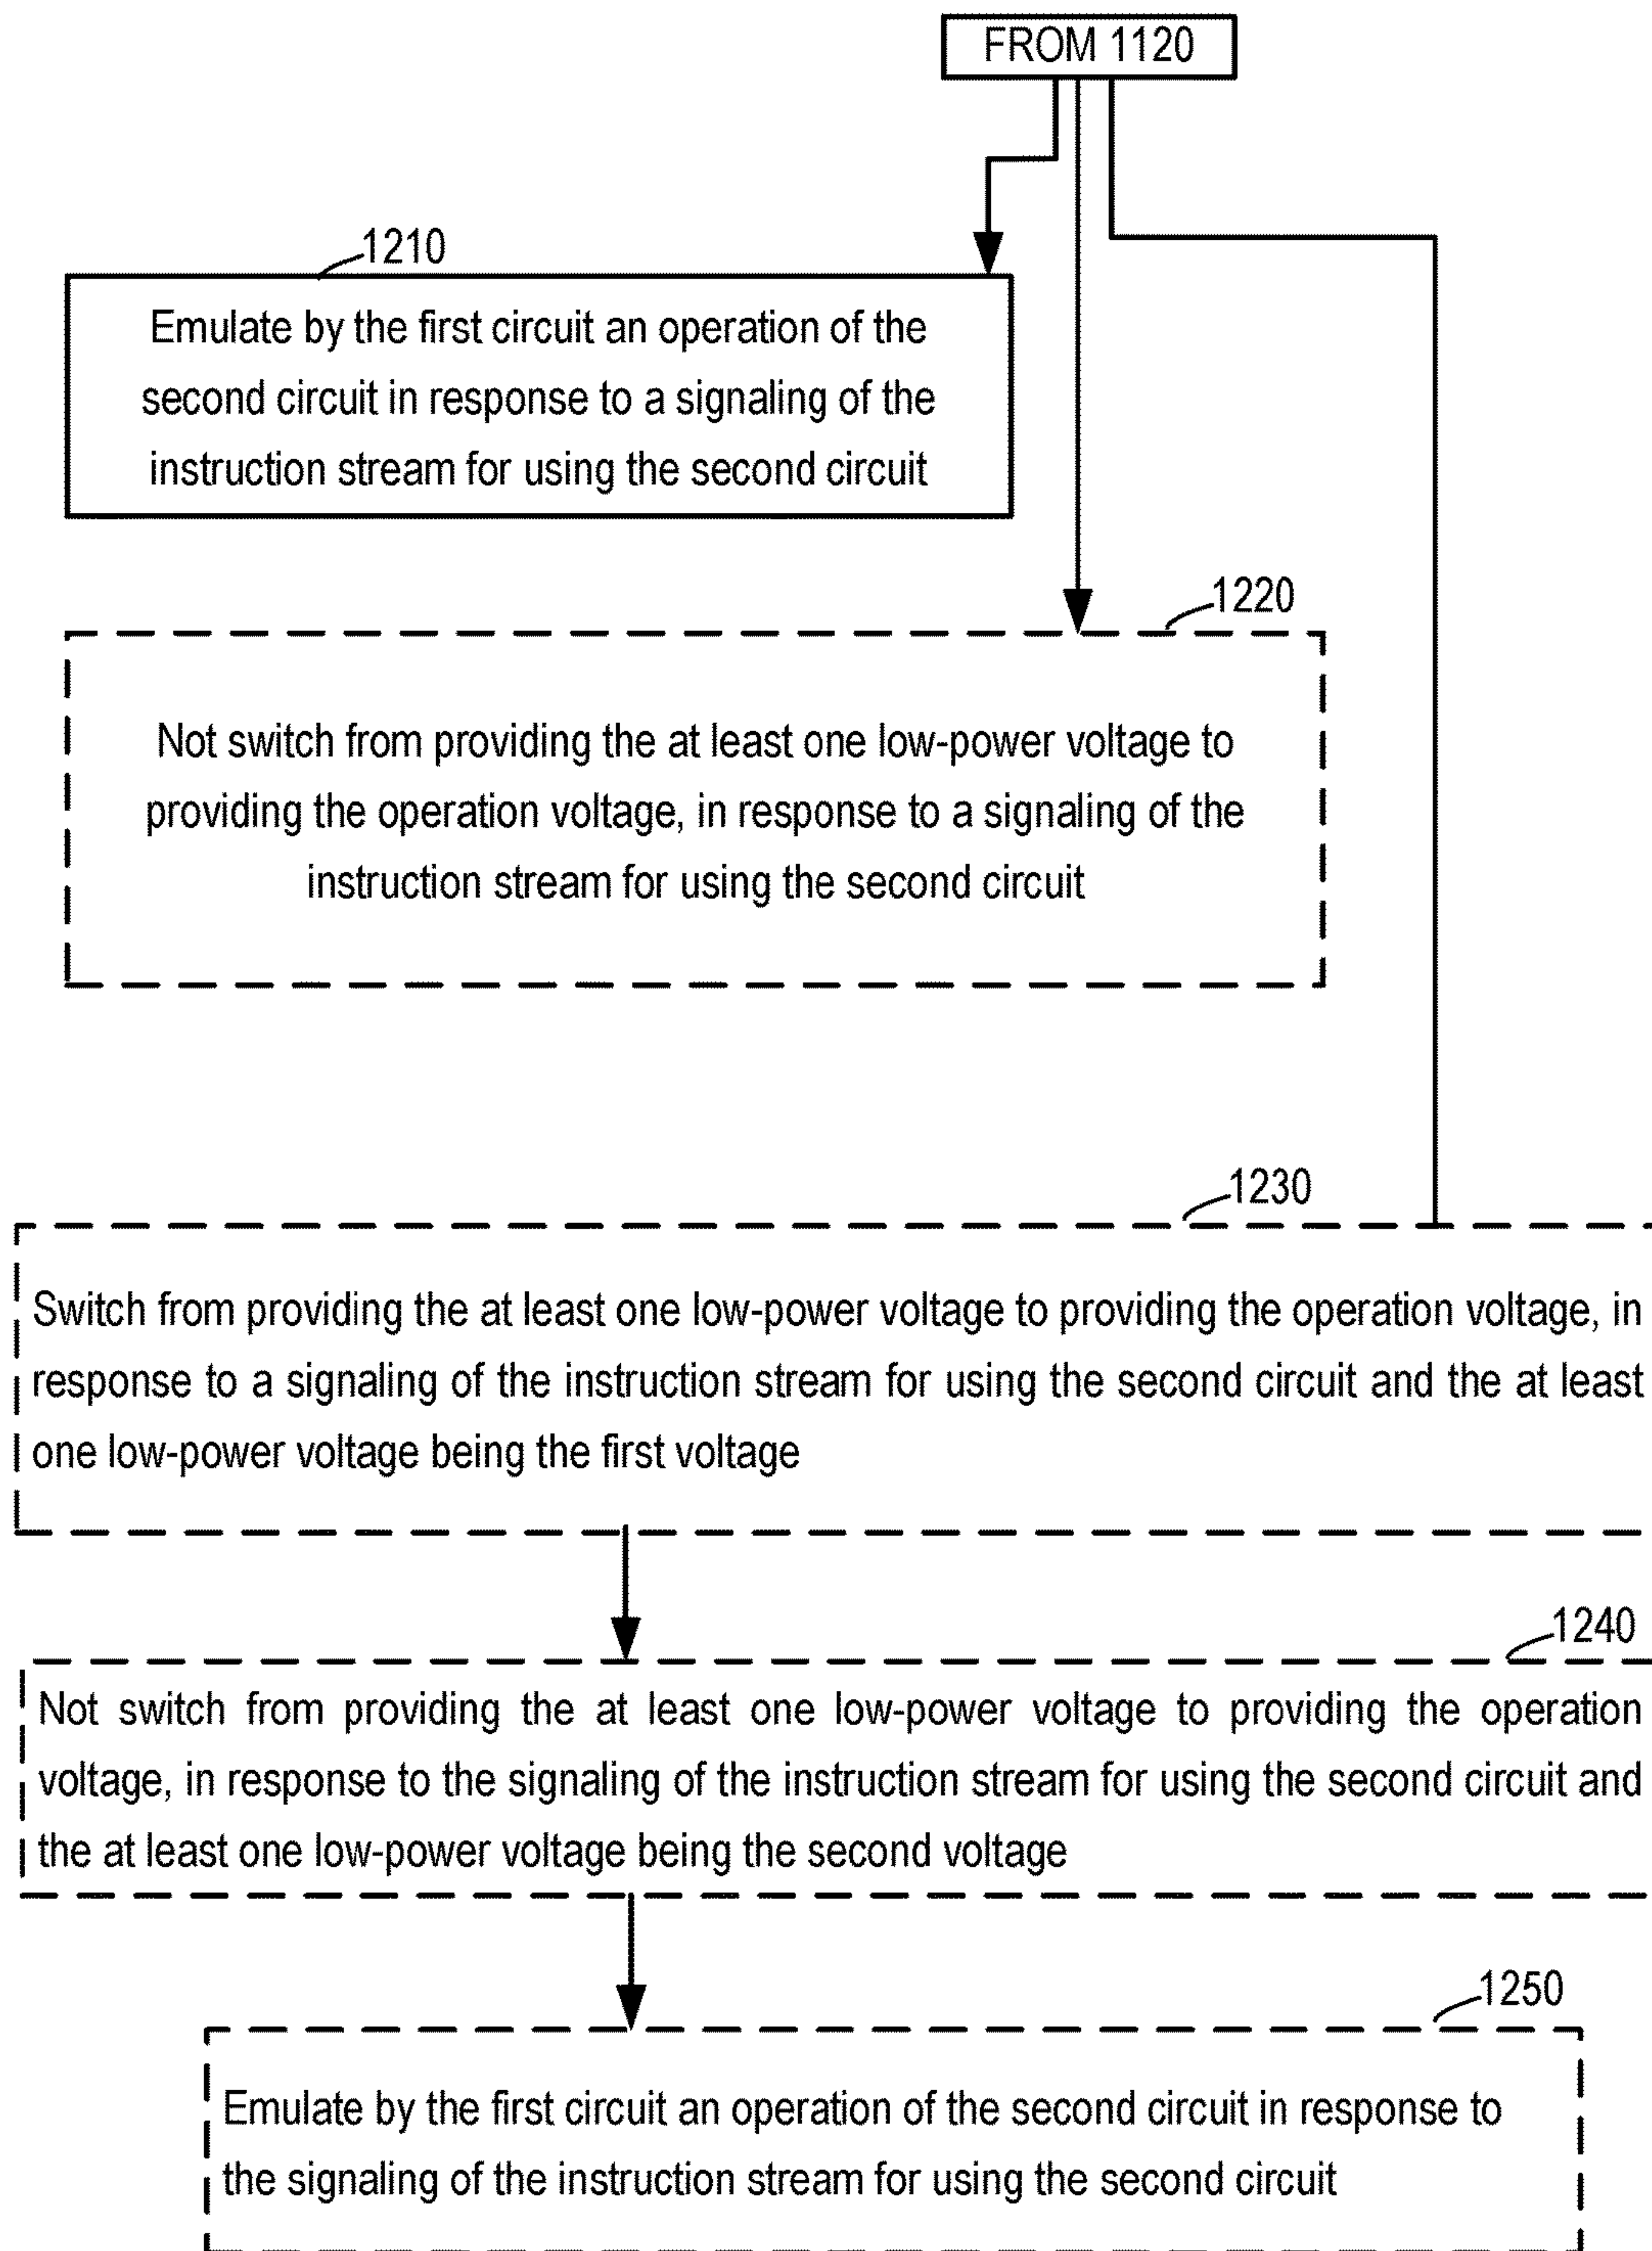 FROM 1120
1210
Emulate by the first circuit an operation of the
second circuit in response to a signaling of the
instruction stream for using the second circuit
1220
Not switch from providing the at least one low-power voltage to
providing the operation voltage, in response to a signaling of the
instruction stream for using the second circuit
1230
Switch from providing the at least one low-power voltage to providing the operation voltage, in
response to a signaling of the instruction stream for using the second circuit and the at least
one low-power voltage being the first voltage
1240
Not switch from providing the at least one low-power voltage to providing the operation
voltage, in response to the signaling of the instruction stream for using the second circuit and
the at least one low-power voltage being the second voltage
1250
Emulate by the first circuit an operation of the second circuit in response to
the signaling of the instruction stream for using the second circuit